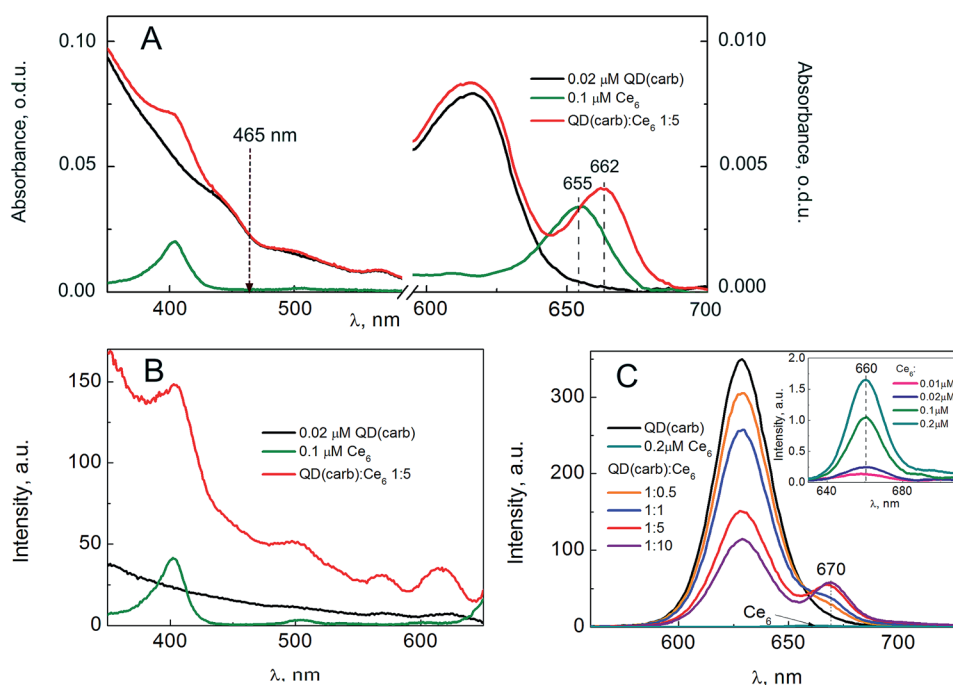 A
Absorbance, o.d.u.
0.10
0.05
0.00
0.010
0.005
0.000
Absorbance, o.d.u.
465 nm
0.02 μM QD(carb)
0.1 μM Ce6
QD(carb):Ce6 1:5
655
662
400
500
600
650
700
λ, nm
B
Intensity, a.u.
150
100
50
0
0.02 μM QD(carb)
0.1 μM Ce6
QD(carb):Ce6 1:5
400
500
600
λ, nm
C
Intensity, a.u.
300
200
100
0
QD(carb)
0.2μM Ce6
QD(carb):Ce6
1:0.5
1:1
1:5
1:10
670
Ce6
600
650
700
λ, nm
2.0
1.5
1.0
0.5
0.0
Intensity, a.u.
660
Ce6:
0.01μM
0.02μM
0.1μM
0.2μM
640
680
λ, nm